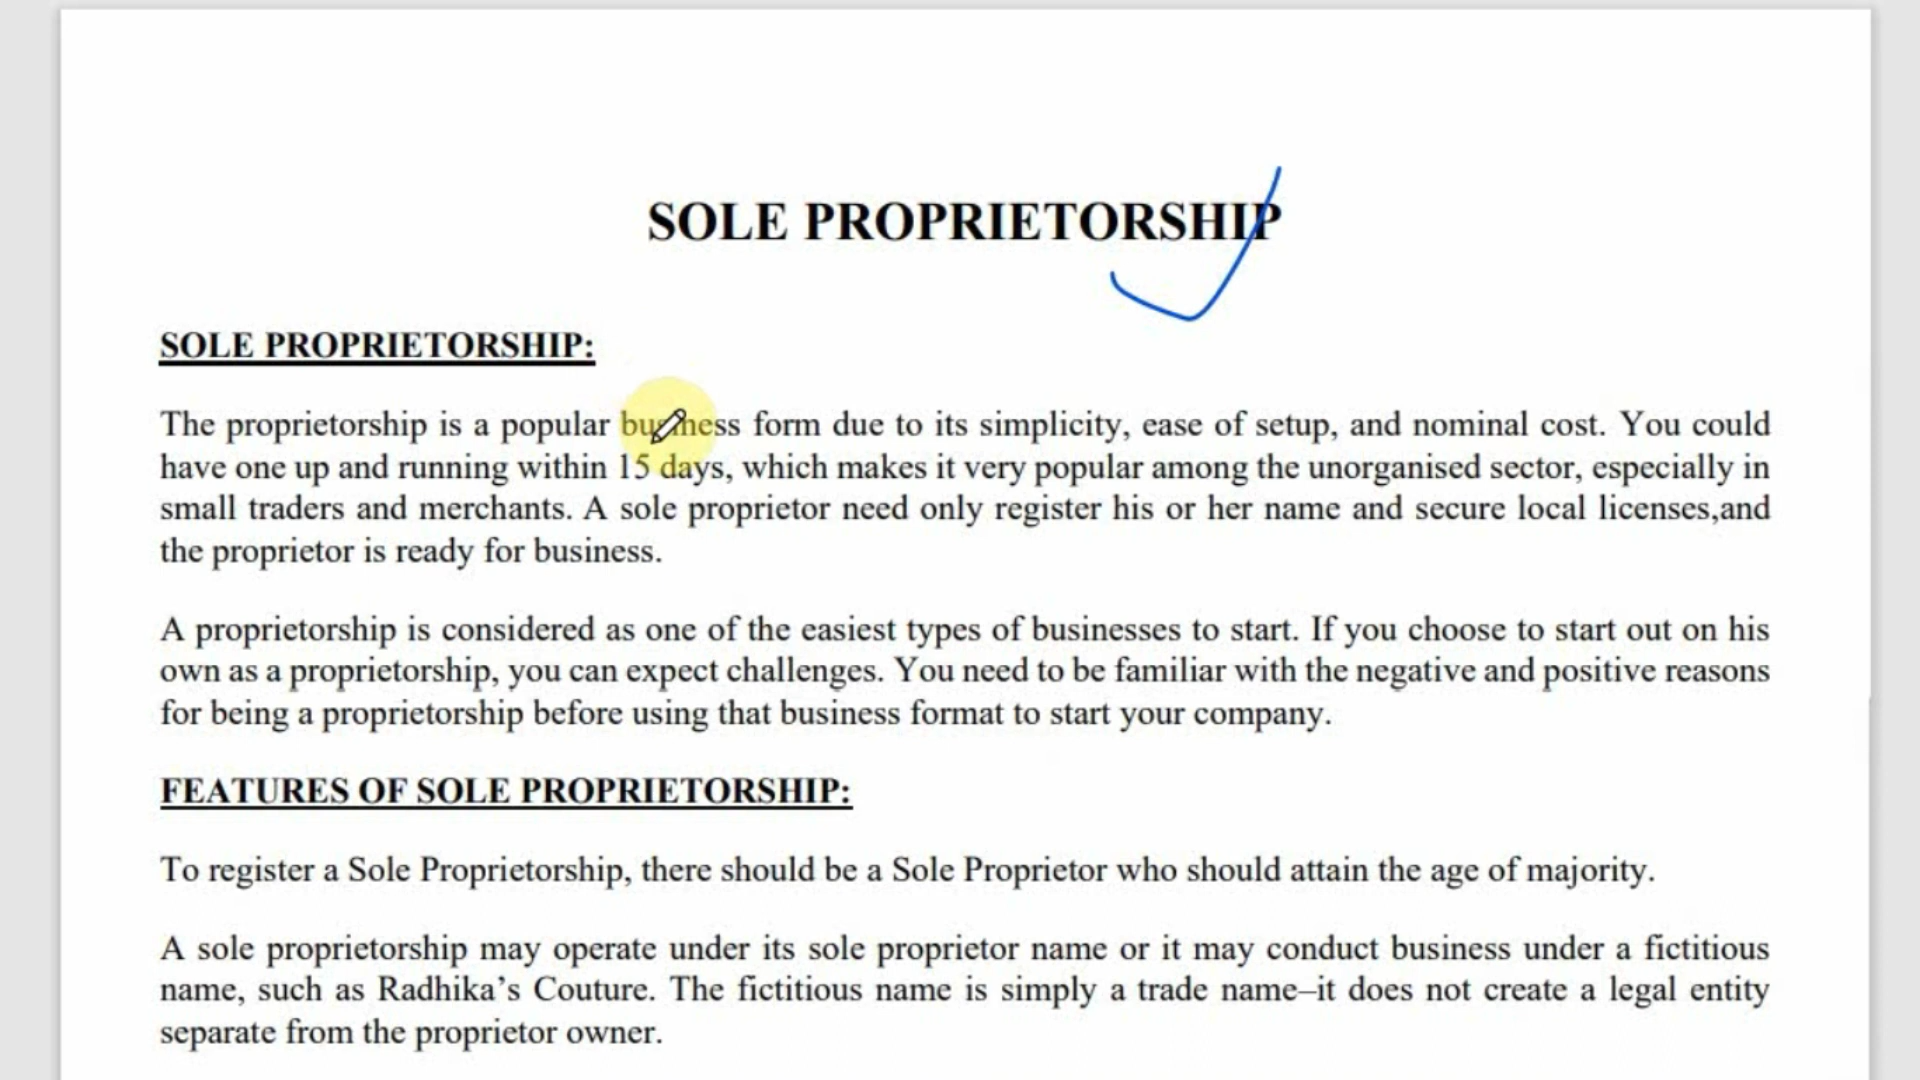 SOLE PROPRIETORSHIP
SOLE PROPRIETORSHIP:
The proprietorship is a popular business form due to its simplicity, ease of setup, and nominal cost. You could
have one up and running within 15 days, which makes it very popular among the unorganised sector, especially in
small traders and merchants. A sole proprietor need only register his or her name and secure local licenses,and
the proprietor is ready for business.
A proprietorship is considered as one of the easiest types of businesses to start. If you choose to start out on his
own as a proprietorship, you can expect challenges. You need to be familiar with the negative and positive reasons
for being a proprietorship before using that business format to start your company.
FEATURES OF SOLE PROPRIETORSHIP:
To register a Sole Proprietorship, there should be a Sole Proprietor who should attain the age of majority.
A sole proprietorship may operate under its sole proprietor name or it may conduct business under a fictitious
name, such as Radhika’s Couture. The fictitious name is simply a trade name–it does not create a legal entity
separate from the proprietor owner.